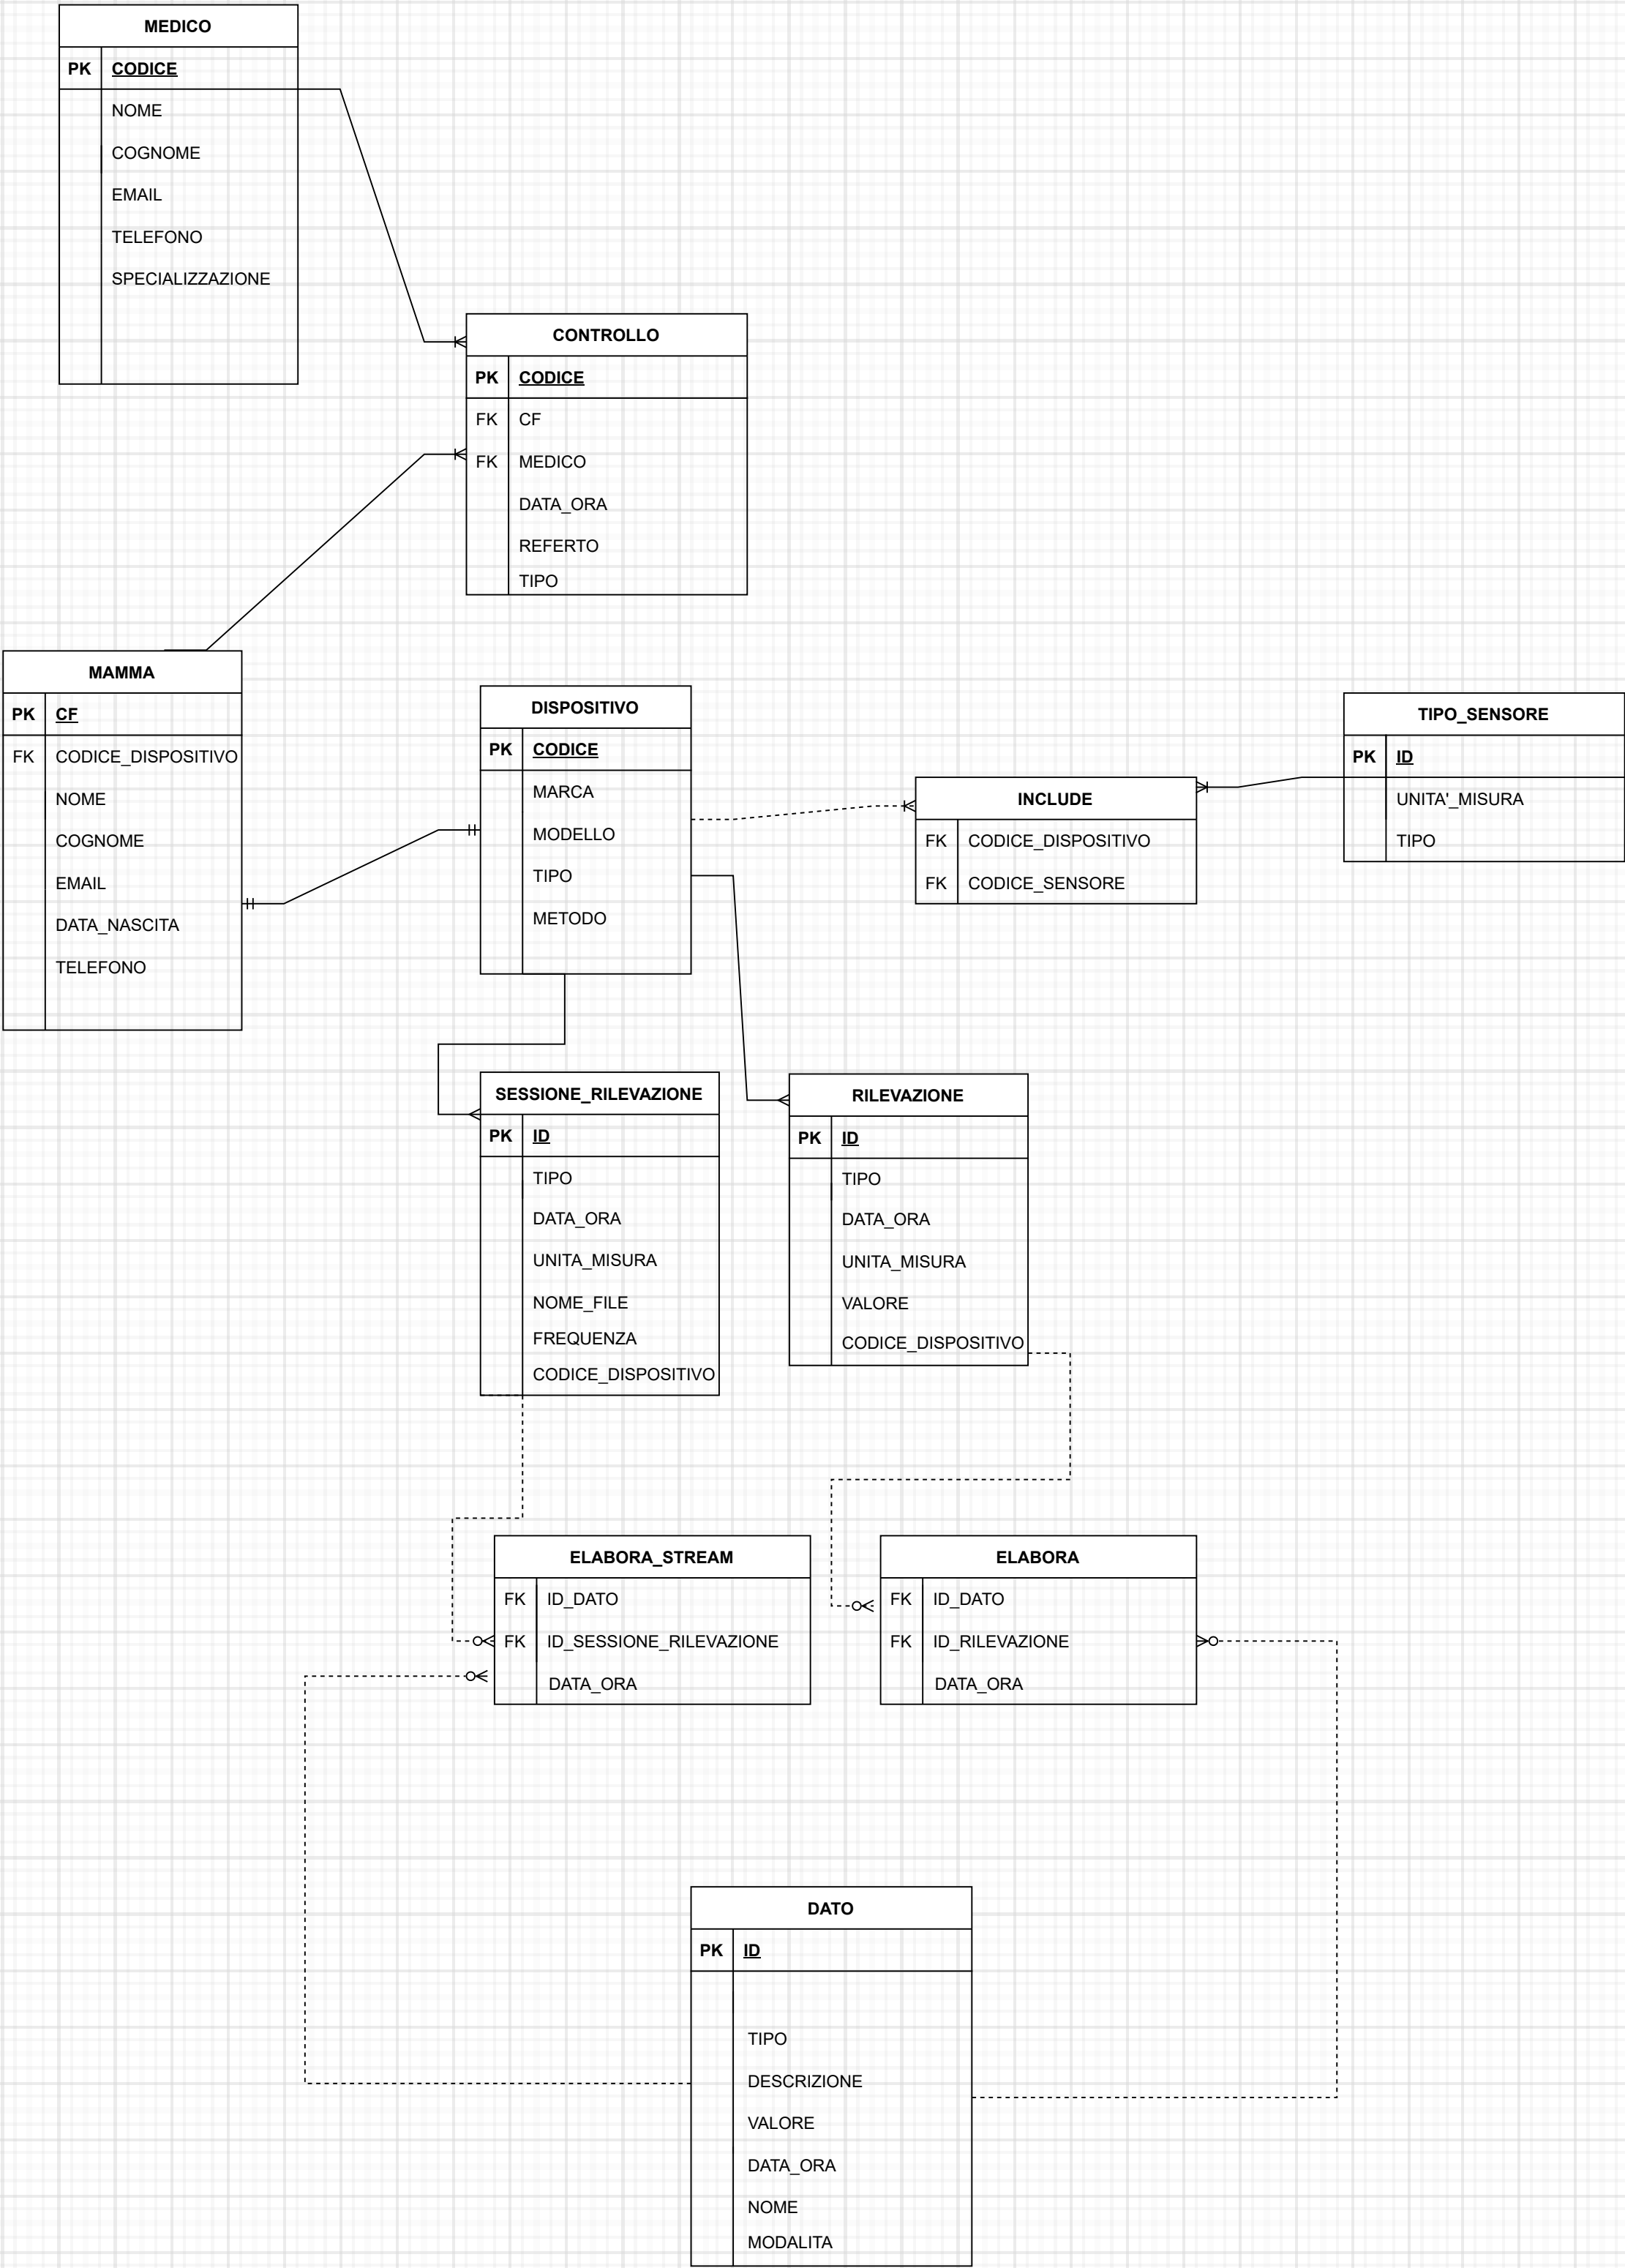 MEDICO
PK CODICE
NOME
COGNOME
EMAIL
TELEFONO
SPECIALIZZAZIONE
CONTROLLO
PK CODICE
FK CF
FK MEDICO
DATA_ORA
REFERTO
TIPO
MAMMA
PK CF
FK CODICE_DISPOSITIVO
NOME
COGNOME
EMAIL
DATA_NASCITA
TELEFONO
DISPOSITIVO
PK CODICE
MARCA
MODELLO
TIPO
METODO
INCLUDE
FK CODICE_DISPOSITIVO
FK CODICE_SENSORE
TIPO_SENSORE
PK ID
UNITA'_MISURA
TIPO
SESSIONE_RILEVAZIONE
PK ID
TIPO
DATA_ORA
UNITA_MISURA
NOME_FILE
FREQUENZA
CODICE_DISPOSITIVO
RILEVAZIONE
PK ID
TIPO
DATA_ORA
UNITA_MISURA
VALORE
CODICE_DISPOSITIVO
ELABORA_STREAM
FK ID_DATO
FK ID_SESSIONE_RILEVAZIONE
DATA_ORA
ELABORA
FK ID_DATO
FK ID_RILEVAZIONE
DATA_ORA
DATO
PK ID
TIPO
DESCRIZIONE
VALORE
DATA_ORA
NOME
MODALITA